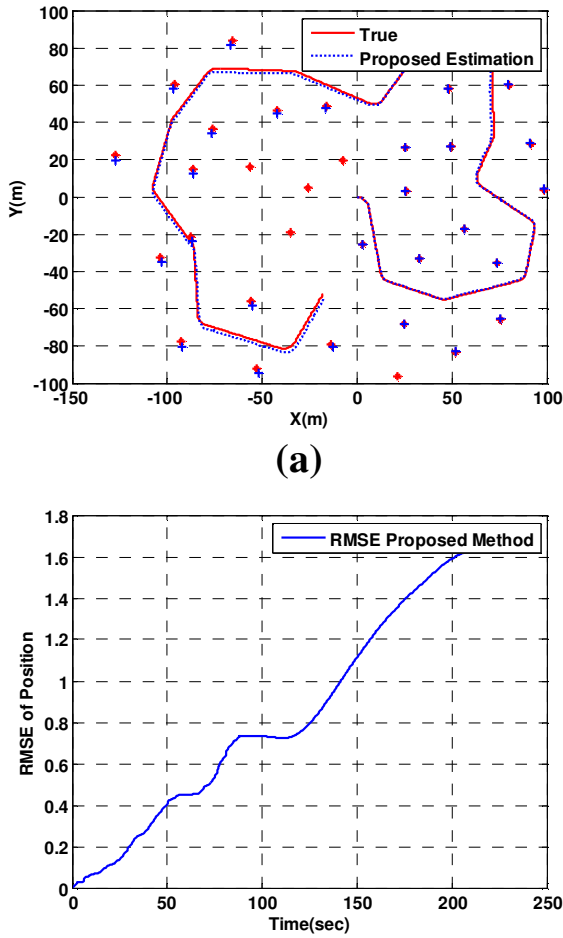 100
80
60
40
20
0
-20
-40
-60
-80
-100
Y(m)
True
Proposed Estimation
-150 -100 -50 0 50 100
X(m)
(a)
1.8
1.6
1.4
1.2
1
0.8
0.6
0.4
0.2
0
RMSE of Position
RMSE Proposed Method
0 50 100 150 200 250
Time(sec)